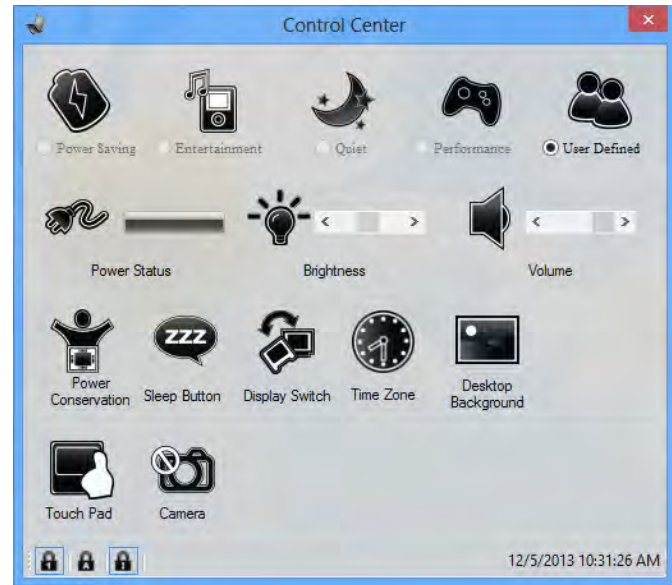 Control Center
Power Saving
Entertainment
Quiet
Performance
User Defined
Power Status
Brightness
Volume
zzz
Power
Conservation
Sleep Button
Display Switch
Time Zone
Desktop
Background
Touch Pad
Camera
12/5/2013 10:31:26 AM